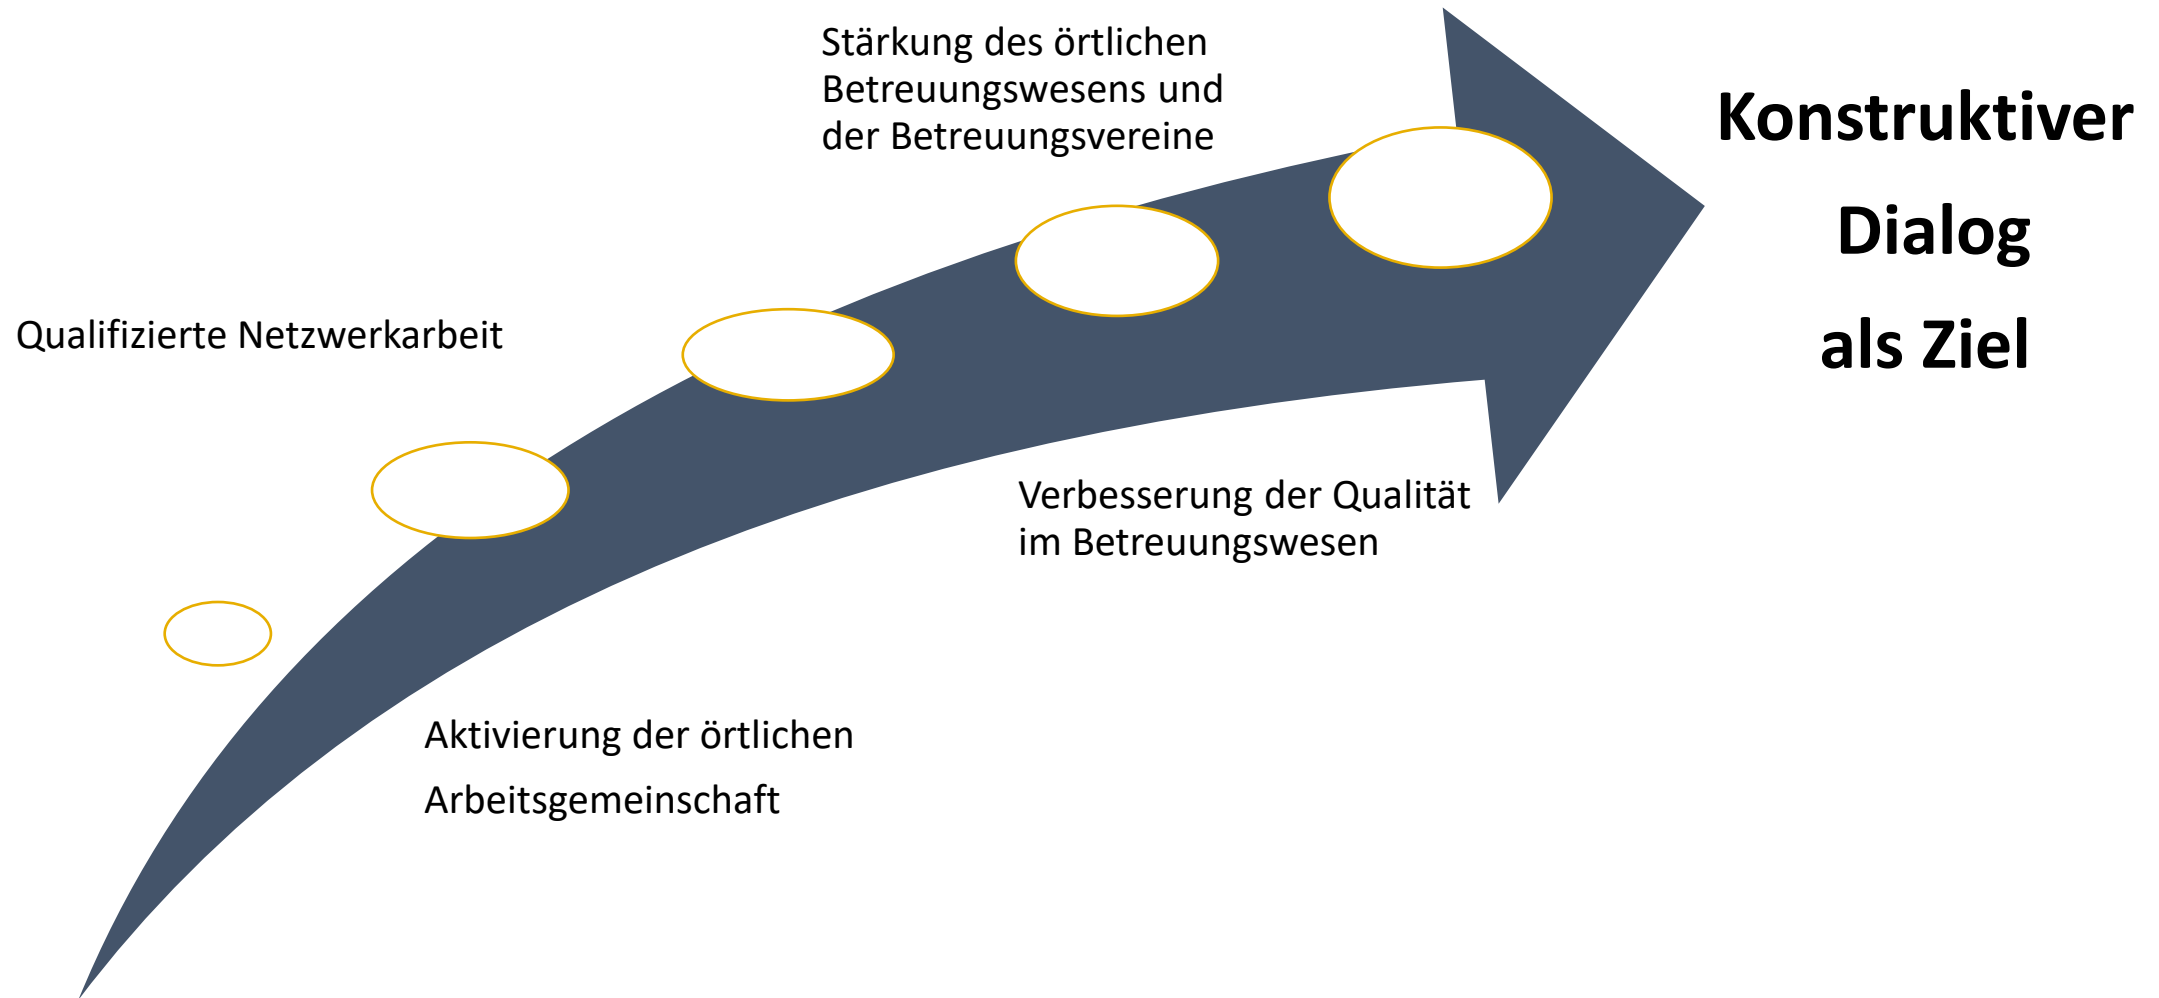 Stärkung des örtlichen
Betreuungswesens und
der Betreuungsvereine
Konstruktiver
Dialog
als Ziel
Qualifizierte Netzwerkarbeit
Verbesserung der Qualität
im Betreuungswesen
Aktivierung der örtlichen
Arbeitsgemeinschaft